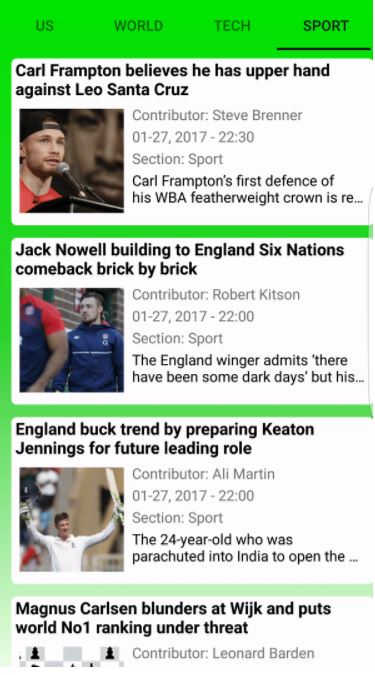 US WORLD TECH SPORT
Carl Frampton believes he has upper hand
against Leo Santa Cruz
Contributor: Steve Brenner
01-27, 2017 - 22:30
Section: Sport
Carl Frampton's first defence of
his WBA featherweight crown is re...
Jack Nowell building to England Six Nations
comeback brick by brick
Contributor: Robert Kitson
01-27, 2017 - 22:00
Section: Sport
The England winger admits ‘there
have been some dark days’ but his...
England buck trend by preparing Keaton
Jennings for future leading role
Contributor: Ali Martin
01-27, 2017 - 22:00
Section: Sport
The 24-year-old who was
parachuted into India to open the ...
Magnus Carlsen blunders at Wijk and puts
world No1 ranking under threat
Contributor: Leonard Barden